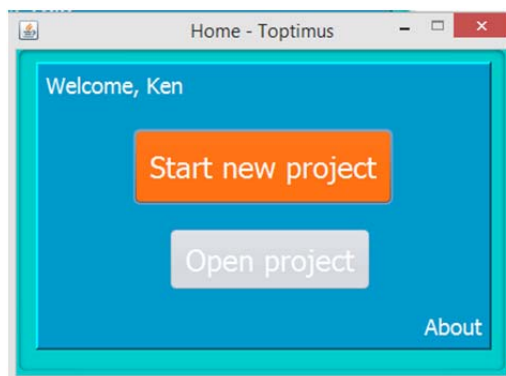 Home - Toptimus
Welcome, Ken
Start new project
Open project
About